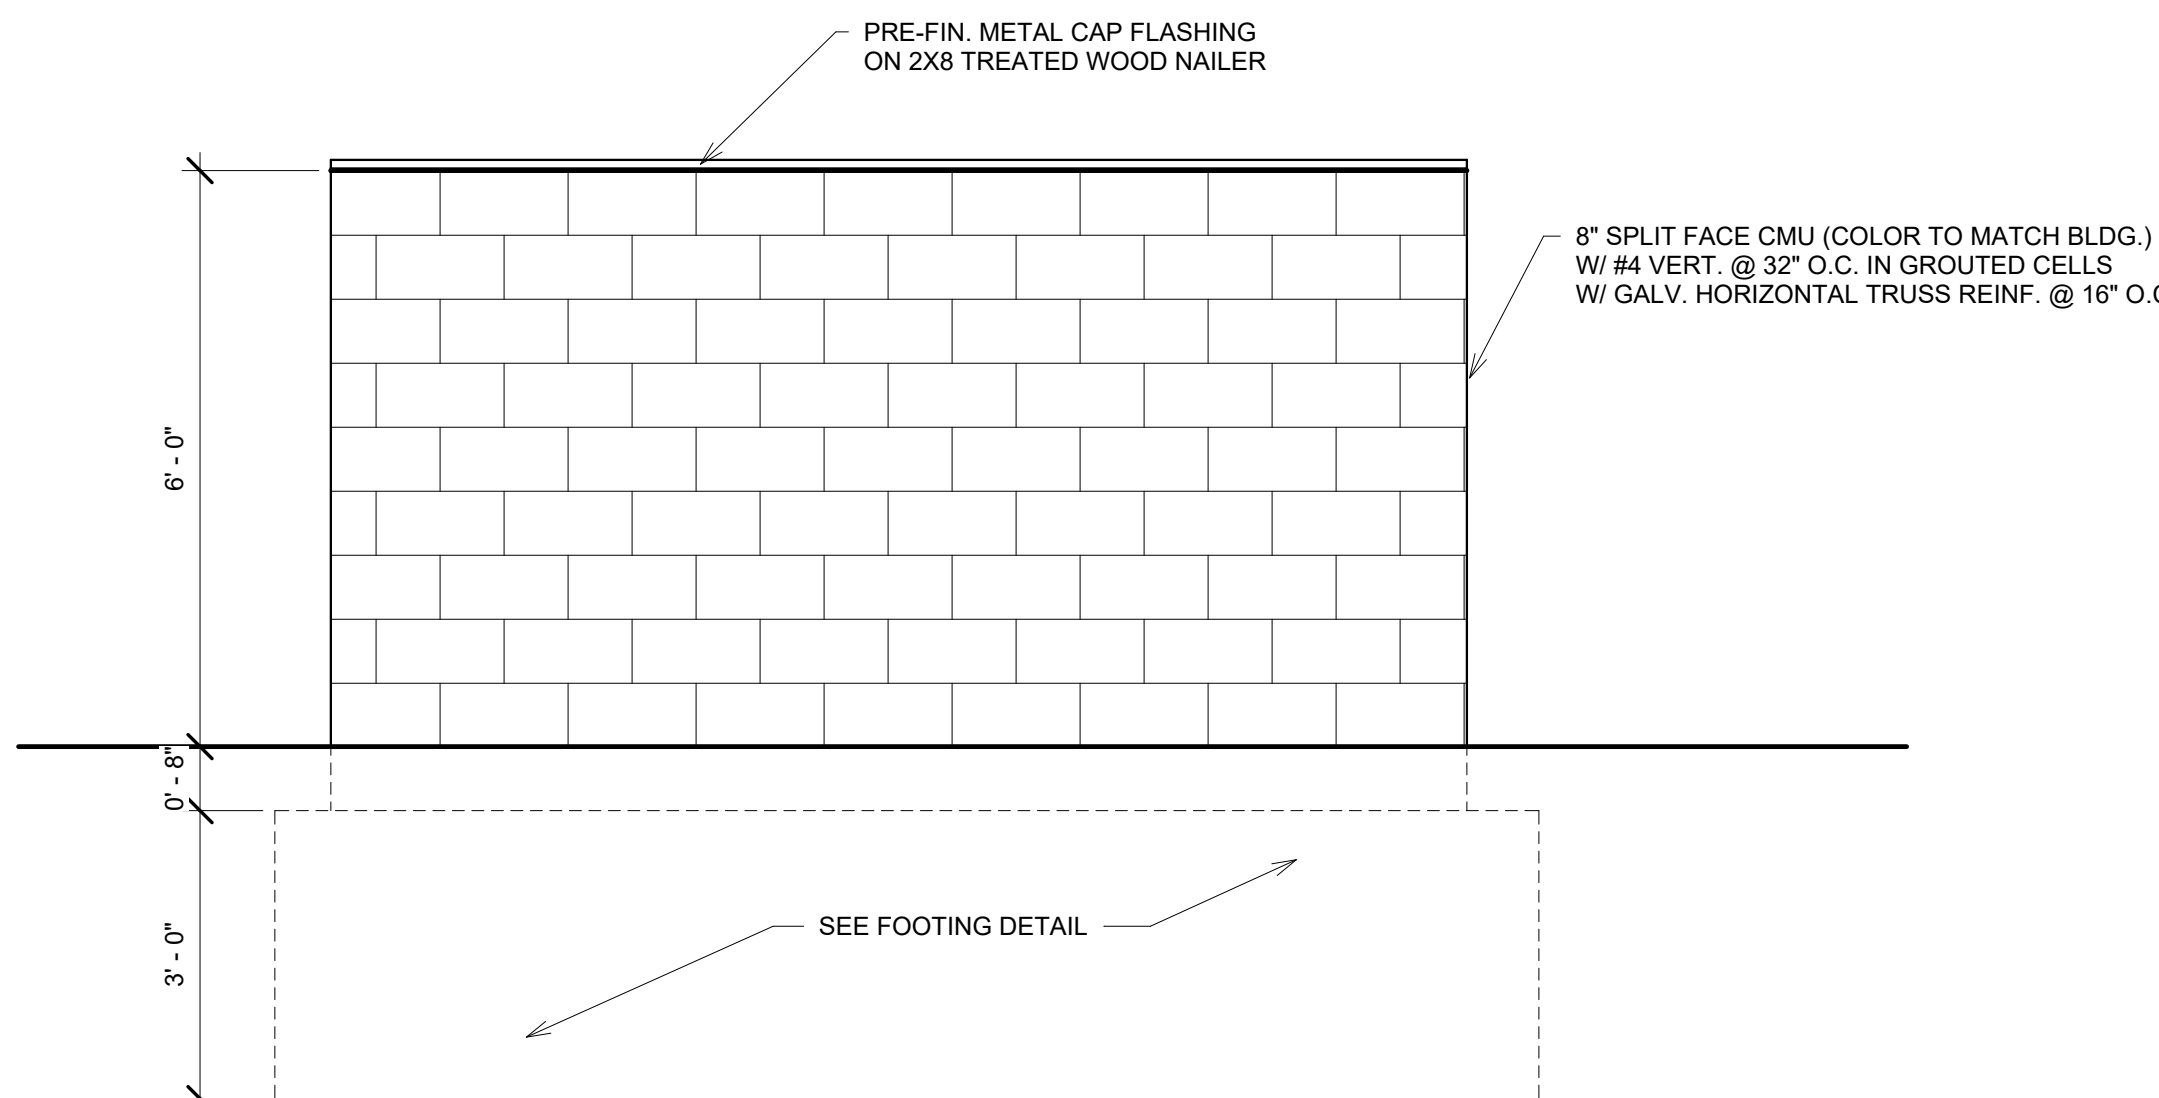 PRE-FIN. METAL CAP FLASHING
ON 2X8 TREATED WOOD NAILER
8" SPLIT FACE CMU (COLOR TO MATCH BLDG.)
W/ #4 VERT. @ 32" O.C. IN GROUTED CELLS
W/ GALV. HORIZONTAL TRUSS REINF. @ 16"
6' - 0"
0' - 8"
SEE FOOTING DETAIL
3' - 0"